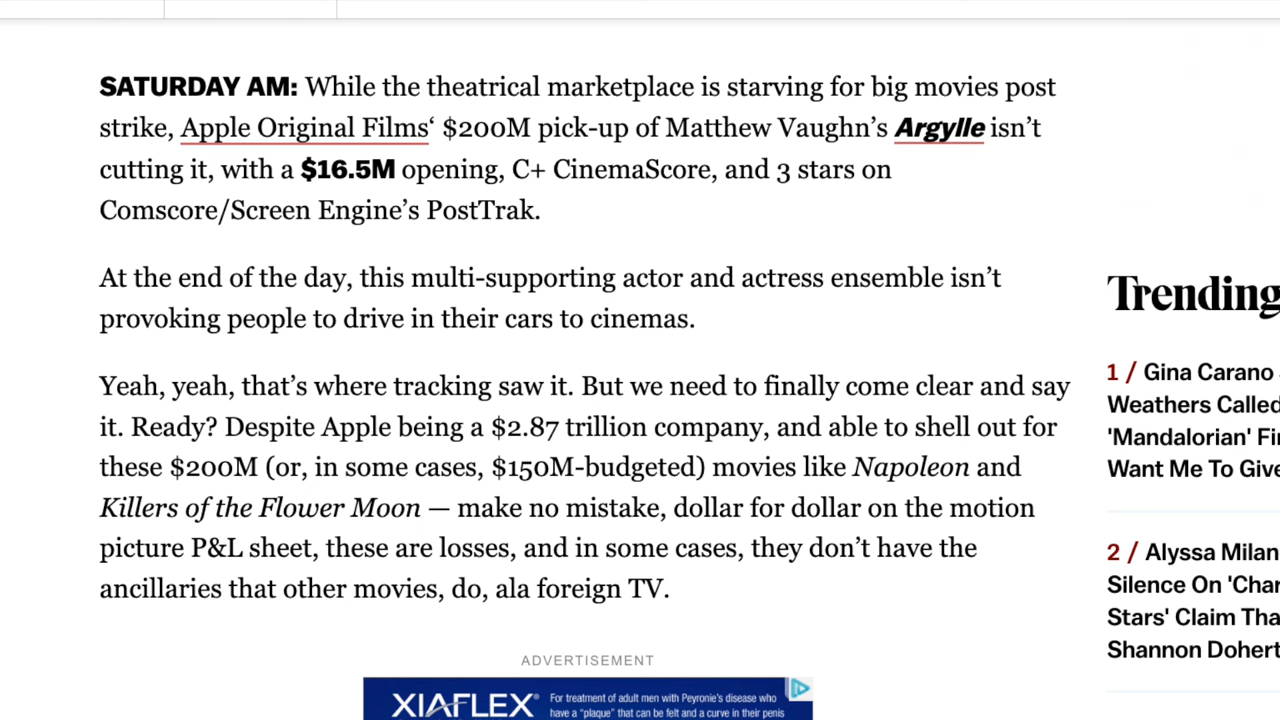 SATURDAY AM: While the theatrical marketplace is starving for big movies post
strike, Apple Original Films‘ $200M pick-up of Matthew Vaughn’s Argylle isn’t
cutting it, with a $16.5M opening, C+ CinemaScore, and 3 stars on
Comscore/Screen Engine’s PostTrak.
At the end of the day, this multi-supporting actor and actress ensemble isn’t
provoking people to drive in their cars to cinemas.
Yeah, yeah, that’s where tracking saw it. But we need to finally come clear and say
it. Ready? Despite Apple being a $2.87 trillion company, and able to shell out for
these $200M (or, in some cases, $150M-budgeted) movies like Napoleon and
Killers of the Flower Moon — make no mistake, dollar for dollar on the motion
picture P&L sheet, these are losses, and in some cases, they don’t have the
ancillaries that other movies, do, ala foreign TV.
Trending
1 / Gina Carano
Weathers Called
'Mandalorian'
Want Me To Give
2 / Alyssa Milan
Silence On
Stars' Claim
Shannon Dohert
ADVERTISEMENT
XIAFLEX® For treatment of adult men with Peyronie's disease who
have a "plaque" that can be felt and a curve in their penis